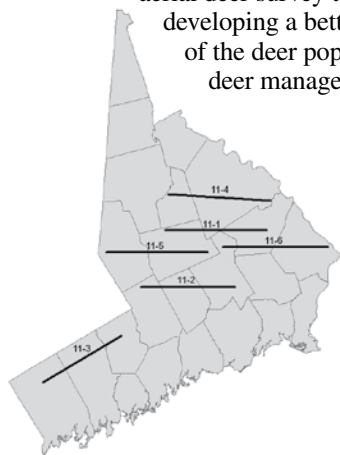 aerial deer survey
developing a bett
of the deer pop
deer manage
11-4
11-1
11-5
11-6
11-2
11-3